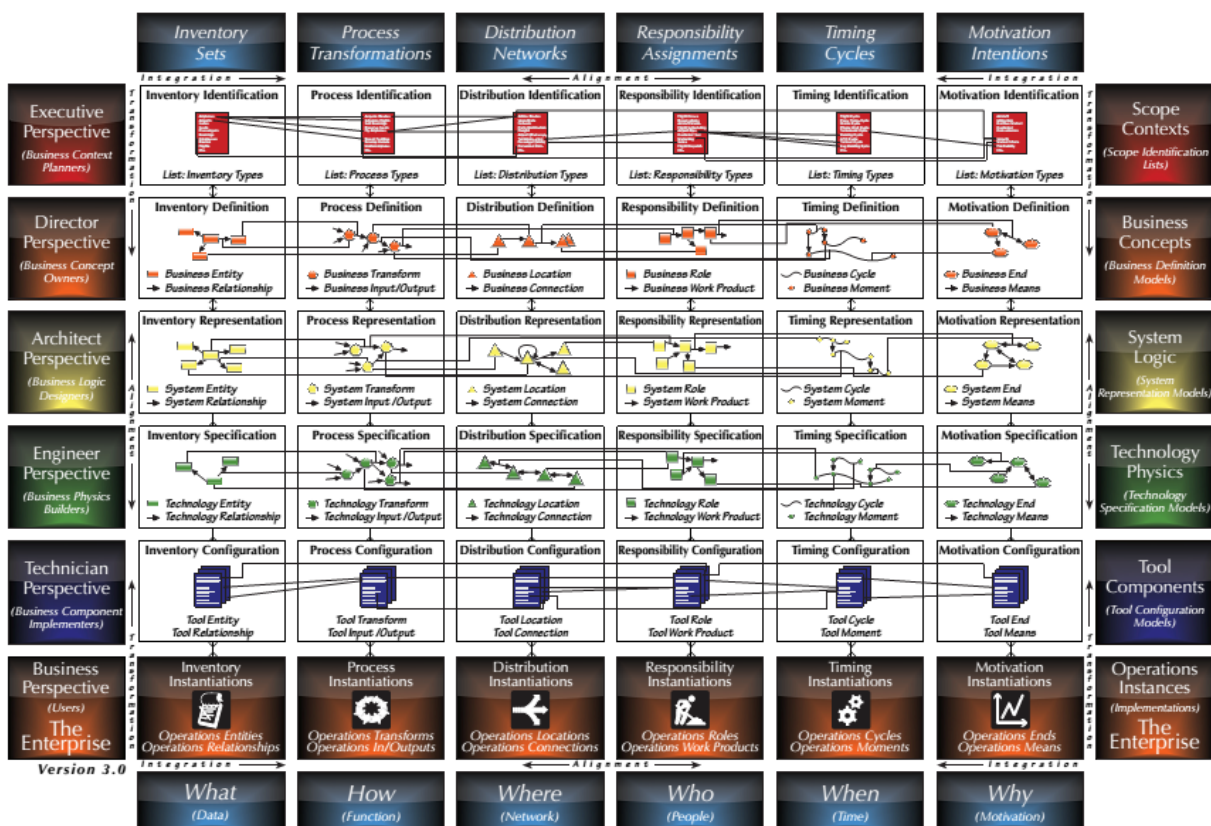 Inventory
Sets
Process
Transformations
Distribution
Networks
Responsibility
Assignments
Timing
Cycles
Motivation
Intentions
Integration
Alignment
Integration
Executive
Perspective
(Business Context
Planners)
Transformation
Inventory Identification
List: Inventory Types
Process Identification
List: Process Types
Distribution Identification
List: Distribution Types
Responsibility Identification
List: Responsibility Types
Timing Identification
List: Timing Types
Motivation Identification
List: Motivation Types
Transformation
Scope
Contexts
(Scope Identification
Lists)
Director
Perspective
(Business Concept
Owners)
Inventory Definition
Business Entity
Business Relationship
Process Definition
Business Transform
Business Input/Output
Distribution Definition
Business Location
Business Connection
Responsibility Definition
Business Role
Business Work Product
Timing Definition
Business Cycle
Business Moment
Motivation Definition
Business End
Business Means
Business
Concepts
(Business Definition
Models)
Architect
Perspective
(Business Logic
Designers)
Alignment
Inventory Representation
System Entity
System Relationship
Process Representation
System Transform
System Input /Output
Distribution Representation
System Location
System Connection
Responsibility Representation
System Role
System Work Product
Timing Representation
System Cycle
System Moment
Motivation Representation
System End
System Means
Alignment
System
Logic
(System
Representation Models)
Engineer
Perspective
(Business Physics
Builders)
Inventory Specification
Technology Entity
Technology Relationship
Process Specification
Technology Transform
Technology Input /Output
Distribution Specification
Technology Location
Technology Connection
Responsibility Specification
Technology Role
Technology Work Product
Timing Specification
Technology Cycle
Technology Moment
Motivation Specification
Technology End
Technology Means
Technology
Physics
(Technology
Specification Models)
Technician
Perspective
(Business Component
Implementers)
Transformation
Inventory Configuration
Tool Entity
Tool Relationship
Process Configuration
Tool Transform
Tool Input /Output
Distribution Configuration
Tool Location
Tool Connection
Responsibility Configuration
Tool Role
Tool Work Product
Timing Configuration
Tool Cycle
Tool Moment
Motivation Configuration
Tool End
Tool Means
Transformation
Tool
Components
(Tool Configuration
Models)
Business
Perspective
(Users)
The
Enterprise
Inventory
Instantiations
Operations Entities
Operations Relationships
Process
Instantiations
Operations Transforms
Operations In/Outputs
Distribution
Instantiations
Operations Locations
Operations Connections
Responsibility
Instantiations
Operations Roles
Operations Work Products
Timing
Instantiations
Operations Cycles
Operations Moments
Motivation
Instantiations
Operations Ends
Operations Means
Operations
Instances
(Implementations)
The
Enterprise
Version 3.0
Integration
Alignment
Integration
What
(Data)
How
(Function)
Where
(Network)
Who
(People)
When
(Time)
Why
(Motivation)